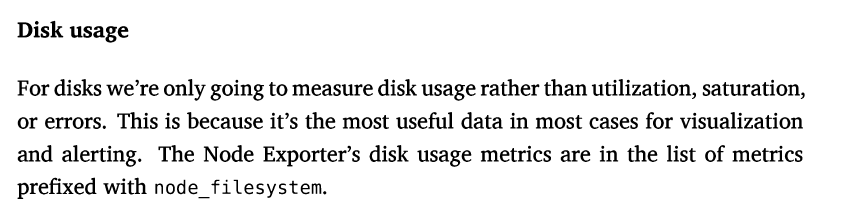 Disk usage
For disks we’re only going to measure disk usage rather than utilization, saturation,
or errors. This is because it’s the most useful data in most cases for visualization
and alerting. The Node Exporter’s disk usage metrics are in the list of metrics
prefixed with node_filesystem.